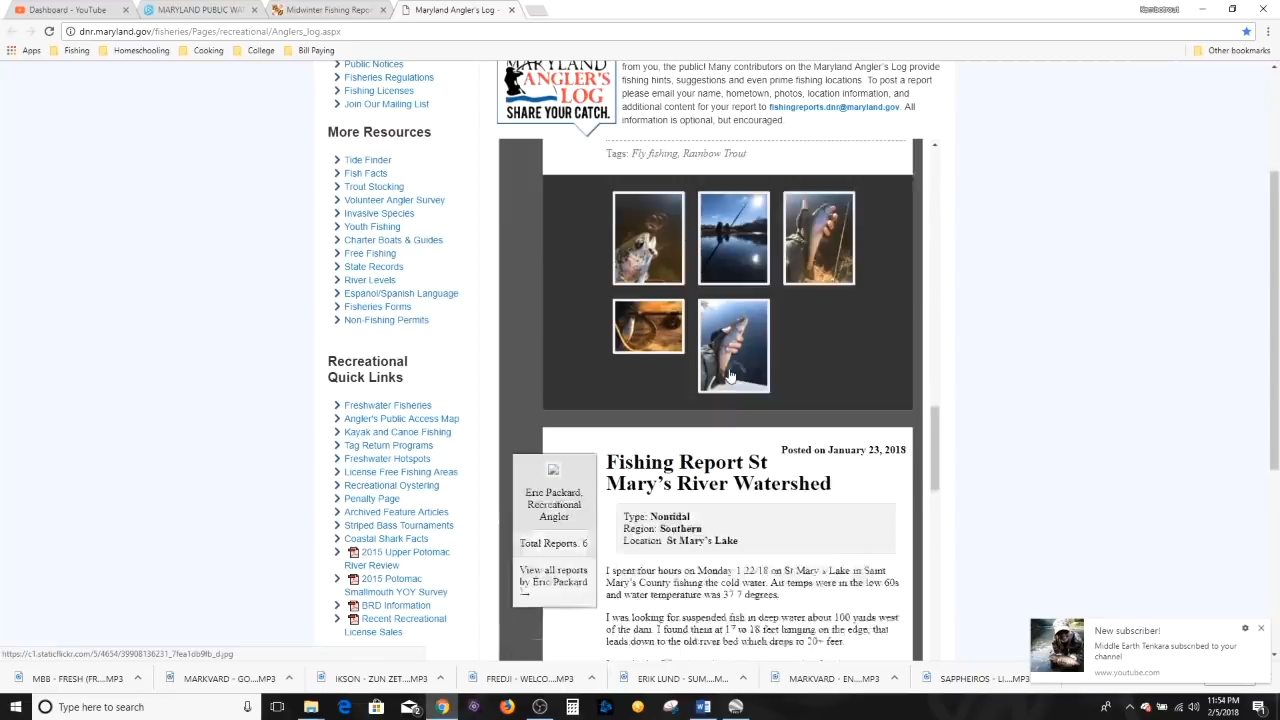 Dashboard - YouTube
MARYLAND PUBLIC WAT
Midwinter Fishing Repor
Maryland Angler's Log -
dnr.maryland.gov/fisheries/Pages/recreational/Anglers_log.aspx
Apps Fishing Homeschooling Cooking College Bill Paying Other bookmarks
Public Notices
Fisheries Regulations
Fishing Licenses
Join Our Mailing List
More Resources
Tide Finder
Fish Facts
Trout Stocking
Volunteer Angler Survey
Invasive Species
Youth Fishing
Charter Boats & Guides
Free Fishing
State Records
River Levels
Espanol/Spanish Language
Fisheries Forms
Non-Fishing Permits
Recreational
Quick Links
Freshwater Fisheries
Angler's Public Access Map
Kayak and Canoe Fishing
Tag Return Programs
Freshwater Hotspots
License Free Fishing Areas
Recreational Oystering
Penalty Page
Archived Feature Articles
Striped Bass Tournaments
Coastal Shark Facts
2015 Upper Potomac
River Review
2015 Potomac
Smallmouth YOY Survey
BRD Information
Recent Recreational
License Sales
MARYLAND
ANGLER'S
LOG
SHARE YOUR CATCH.
from you, the public! Many contributors on the Maryland Angler's Log provide
fishing hints, suggestions and even prime fishing locations. To post a report
please email your name, hometown, photos, location information, and
additional content for your report to fishingreports.dnr@maryland.gov. All
information is optional, but encouraged.
Tags: Fly fishing, Rainbow Trout
Posted on January 23, 2018
Fishing Report St
Mary's River Watershed
Eric Packard,
Recreational
Angler
Total Reports: 6
View all reports
by Eric Packard
→
Type: Nontidal
Region: Southern
Location: St Mary's Lake
I spent four hours on Monday 1/22/18 on St Mary's Lake in Saint
Mary's County fishing the cold water. Air temps were in the low 60s
and water temperature was 37.7 degrees.
I was looking for suspended fish in deep water about 100 yards west
of the dam. I found them at 17 to 18 feet hanging on the edge, that
leads down to the old river bed which drops to 20+ feet.
New subscriber!
Middle Earth Tenkara subscribed to your
channel
www.youtube.com
https://c1.staticflickr.com/5/4654/39908136231_7fea1ob9fb_d.jpg
MBB - FRESH (FR....MP3
MARKVARD - GO....MP3
IKSON - ZUN ZET....MP3
FREDJI - WELCO....MP3
ERIK LUND - SUM....MP3
MARKVARD - EN....MP3
SAPPHEIROS - LI....MP3
Type here to search
11:54 PM
2/5/2018